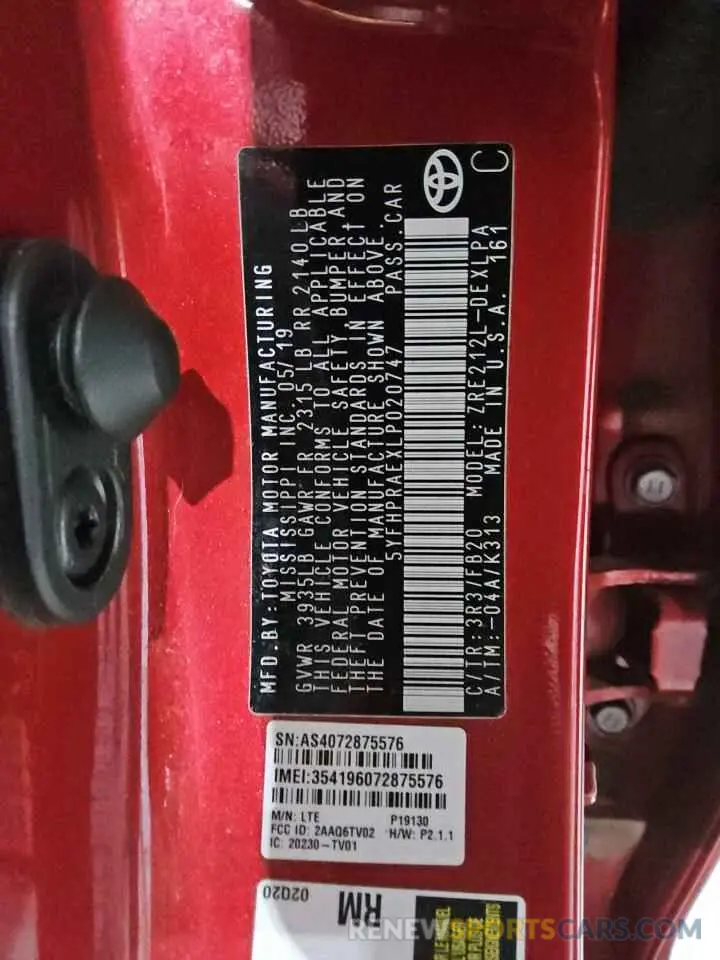 MFD.BY:TOYOTA MOTOR MANUFACTURING
MISSISSIPPI INC. 05/19
GVWR 3935LB GAWR FR 2315 LB RR 2140 LB
THIS VEHICLE CONFORMS TO ALL APPLICABLE
FEDERAL MOTOR VEHICLE SAFETY, BUMPER AND
THEFT PREVENTION STANDARDS IN EFFECT ON
THE DATE OF MANUFACTURE SHOWN ABOVE.
5YFHPRAEXLP020747 PASS.CAR
C/TR:3R3/FB20 MODEL:ZRE212L-DEXLPA
A/TM:-04A/K313 MADE IN U.S.A. 161
C
SN:AS4072875576
IMEI:354196072875576
M/N: LTE P19130
FCC ID: 2AAQ6TV02 H/W: P2.1.1
IC: 20230-TV01
02Q20
RM
RENEWSPORTSCARS.COM